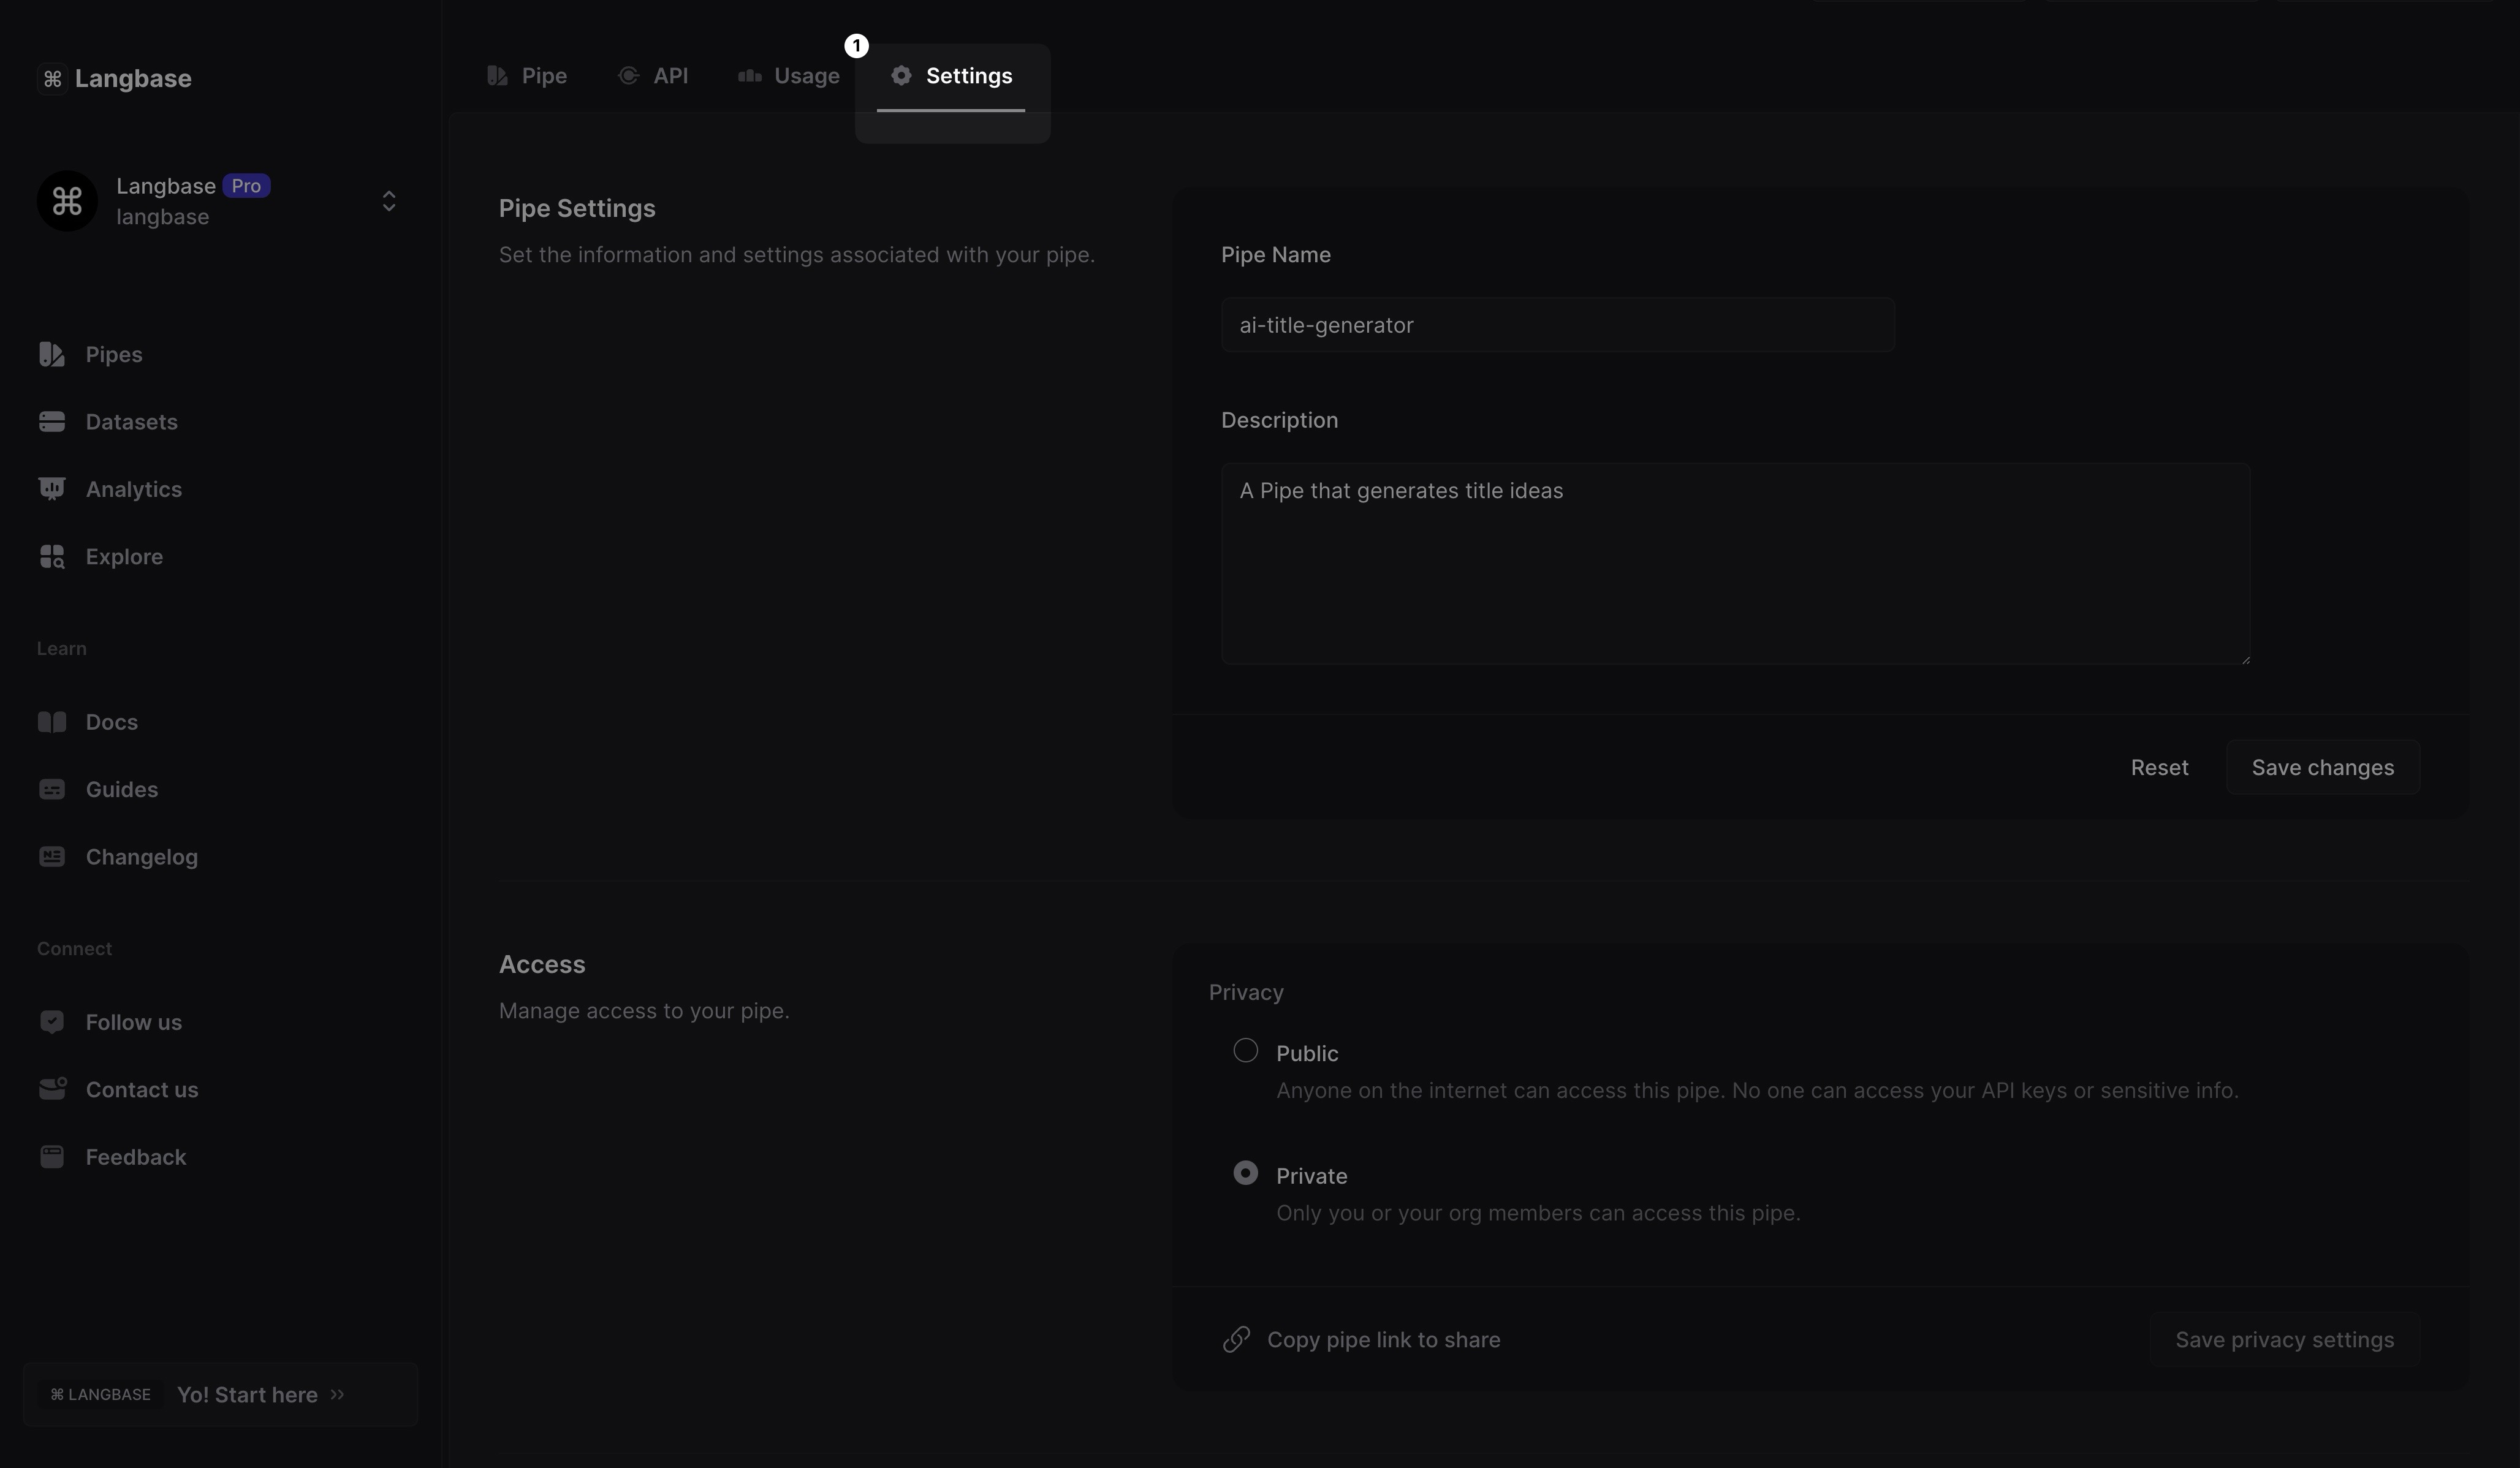 ⌘ Langbase
Langbase Pro
langbase
Pipes
Datasets
Analytics
Explore
Learn
Docs
Guides
Changelog
Connect
Follow us
Contact us
Feedback
⌘ LANGBASE Yo! Start here »
Pipe API Usage 1 Settings
Pipe Settings
Set the information and settings associated with your pipe.
Pipe Name
ai-title-generator
Description
A Pipe that generates title ideas
Reset Save changes
Access
Manage access to your pipe.
Privacy
Public
Anyone on the internet can access this pipe. No one can access your API keys or sensitive info.
Private
Only you or your org members can access this pipe.
Copy pipe link to share Save privacy settings